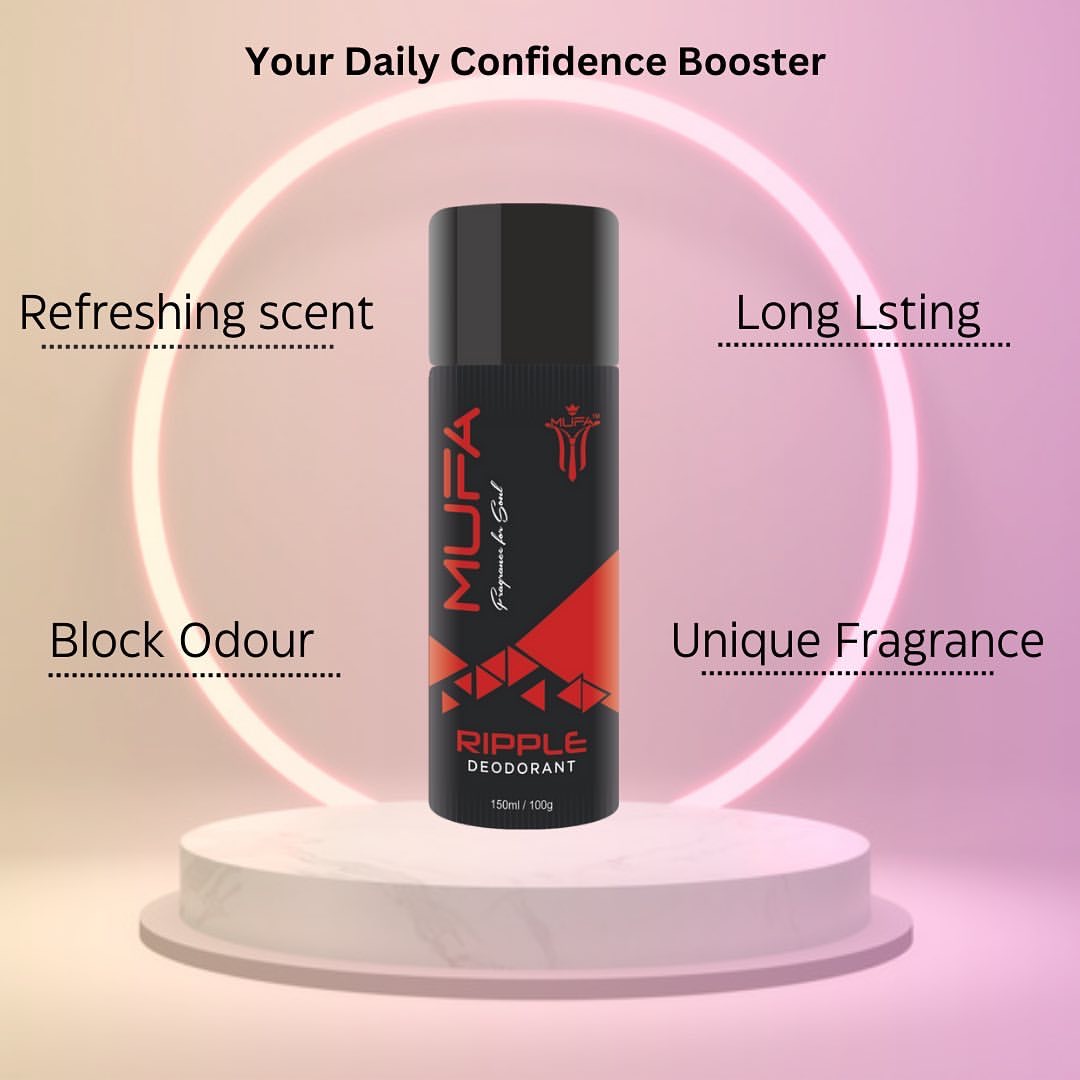 Your Daily Confidence Booster
Refreshing scent
Long Lsting
MUFA
Fragrance for Soul
MUFA™
Block Odour
Unique Fragrance
RIPPLE
DEODORANT
150ml / 100g